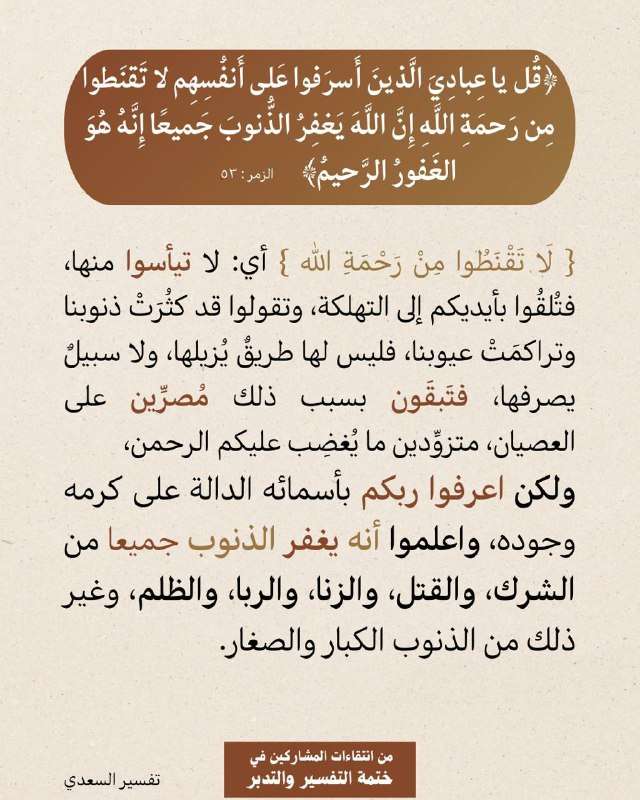 ﴿قُل يا عِبادِيَ الَّذينَ أَسرَفوا عَلى أَنفُسِهِم لا تَقنَطوا
مِن رَحمَةِ اللَّهِ إِنَّ اللَّهَ يَغفِرُ الذُّنوبَ جَميعًا إِنَّهُ هُوَ
الغَفورُ الرَّحيمُ﴾ الزمر : ٥٣
{ لَا تَقْنَطُوا مِنْ رَحْمَةِ الله } أي: لا تيأسوا منها،
فتُلقُوا بأيديكم إلى التهلكة، وتقولوا قد كثُرَتْ ذنوبنا
وتراكمَتْ عيوبنا، فليس لها طريقٌ يُزيلها، ولا سبيلٌ
يصرفها، فتَبقَون بسبب ذلك مُصرِّين على
العصيان، متزوِّدين ما يُغضِب عليكم الرحمن،
ولكن اعرفوا ربكم بأسمائه الدالة على كرمه
وجوده، واعلموا أنه يغفر الذنوب جميعا من
الشرك، والقتل، والزنا، والربا، والظلم، وغير
ذلك من الذنوب الكبار والصغار.
من انتقاءات المشاركين في
ختمة التفسير والتدبر
تفسير السعدي